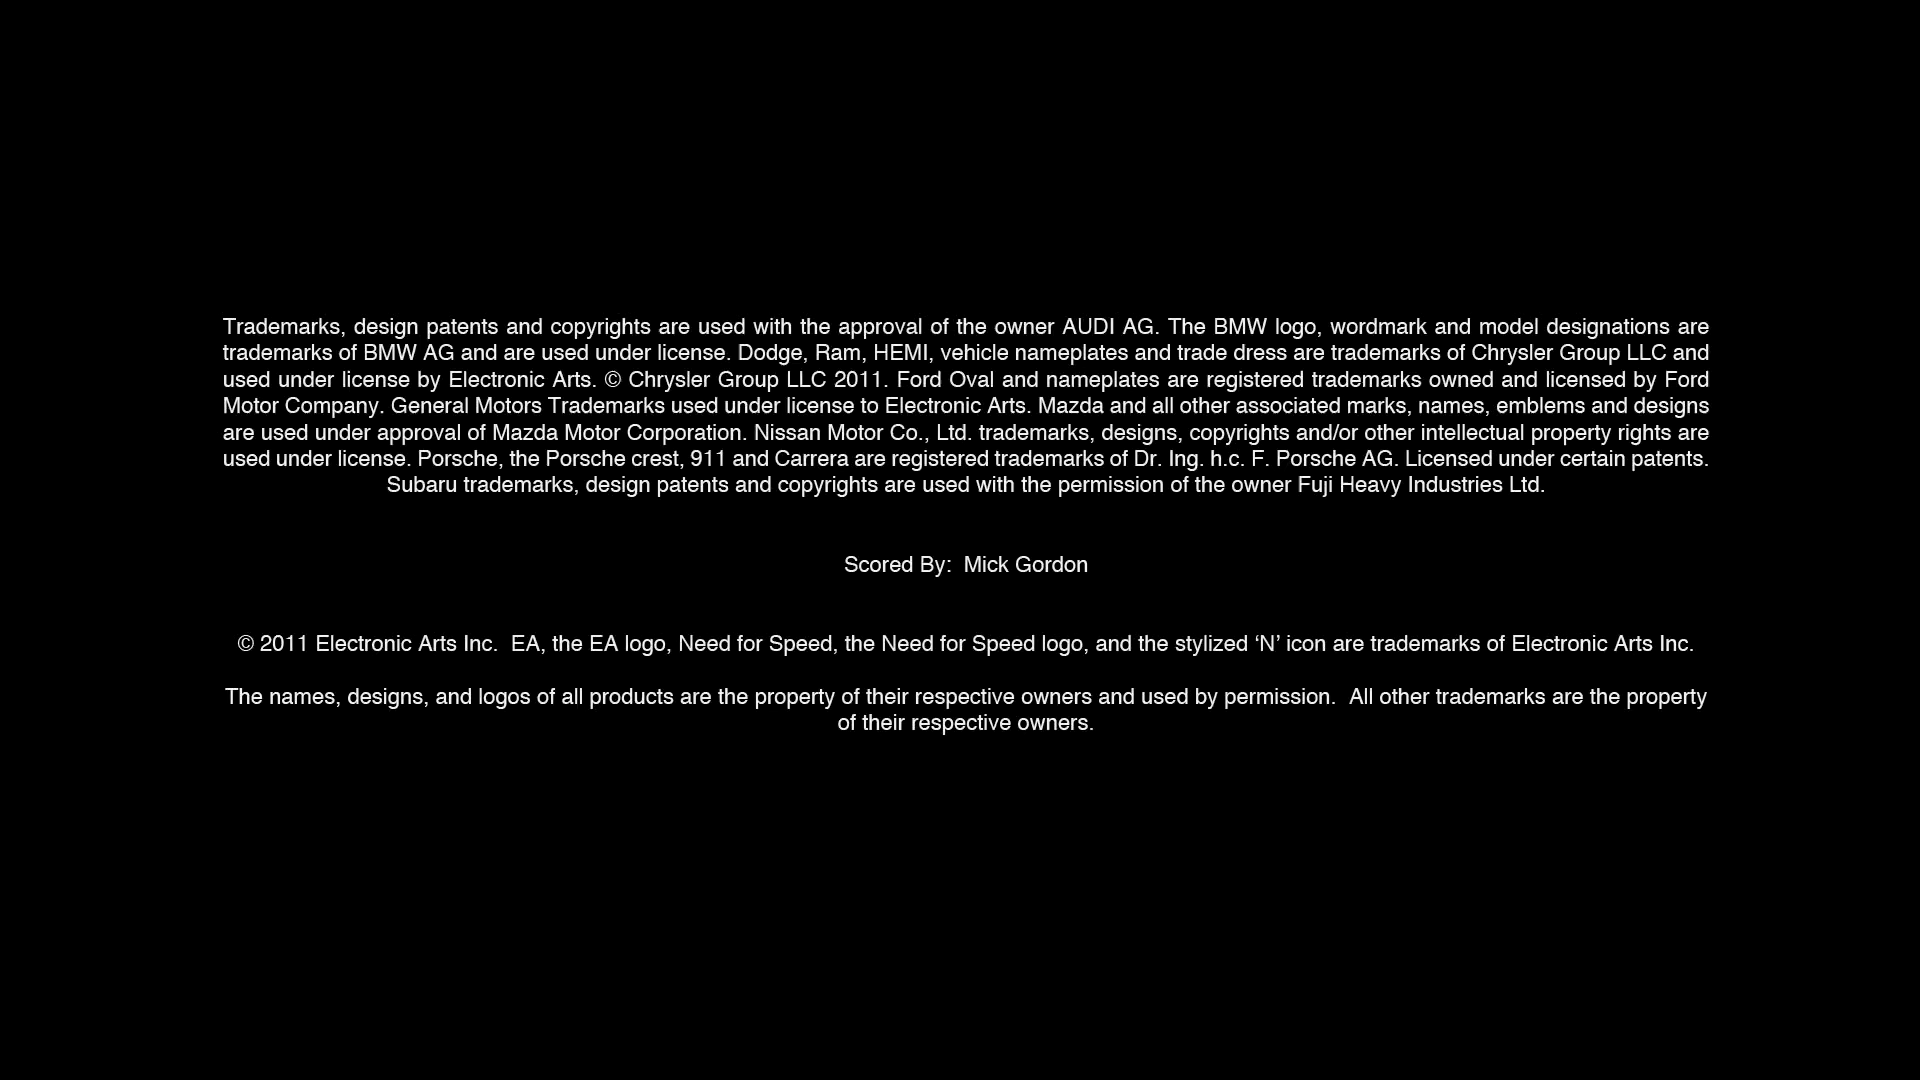 Trademarks, design patents and copyrights are used with the approval of the owner AUDI AG. The BMW logo, wordmark and model designations are
trademarks of BMW AG and are used under license. Dodge, Ram, HEMI, vehicle nameplates and trade dress are trademarks of Chrysler Group LLC and
used under license by Electronic Arts. © Chrysler Group LLC 2011. Ford Oval and nameplates are registered trademarks owned and licensed by Ford
Motor Company. General Motors Trademarks used under license to Electronic Arts. Mazda and all other associated marks, names, emblems and designs
are used under approval of Mazda Motor Corporation. Nissan Motor Co., Ltd. trademarks, designs, copyrights and/or other intellectual property rights are
used under license. Porsche, the Porsche crest, 911 and Carrera are registered trademarks of Dr. Ing. h.c. F. Porsche AG. Licensed under certain patents.
Subaru trademarks, design patents and copyrights are used with the permission of the owner Fuji Heavy Industries Ltd.
Scored By:  Mick Gordon
© 2011 Electronic Arts Inc.  EA, the EA logo, Need for Speed, the Need for Speed logo, and the stylized ‘N’ icon are trademarks of Electronic Arts Inc.
The names, designs, and logos of all products are the property of their respective owners and used by permission.  All other trademarks are the property
of their respective owners.